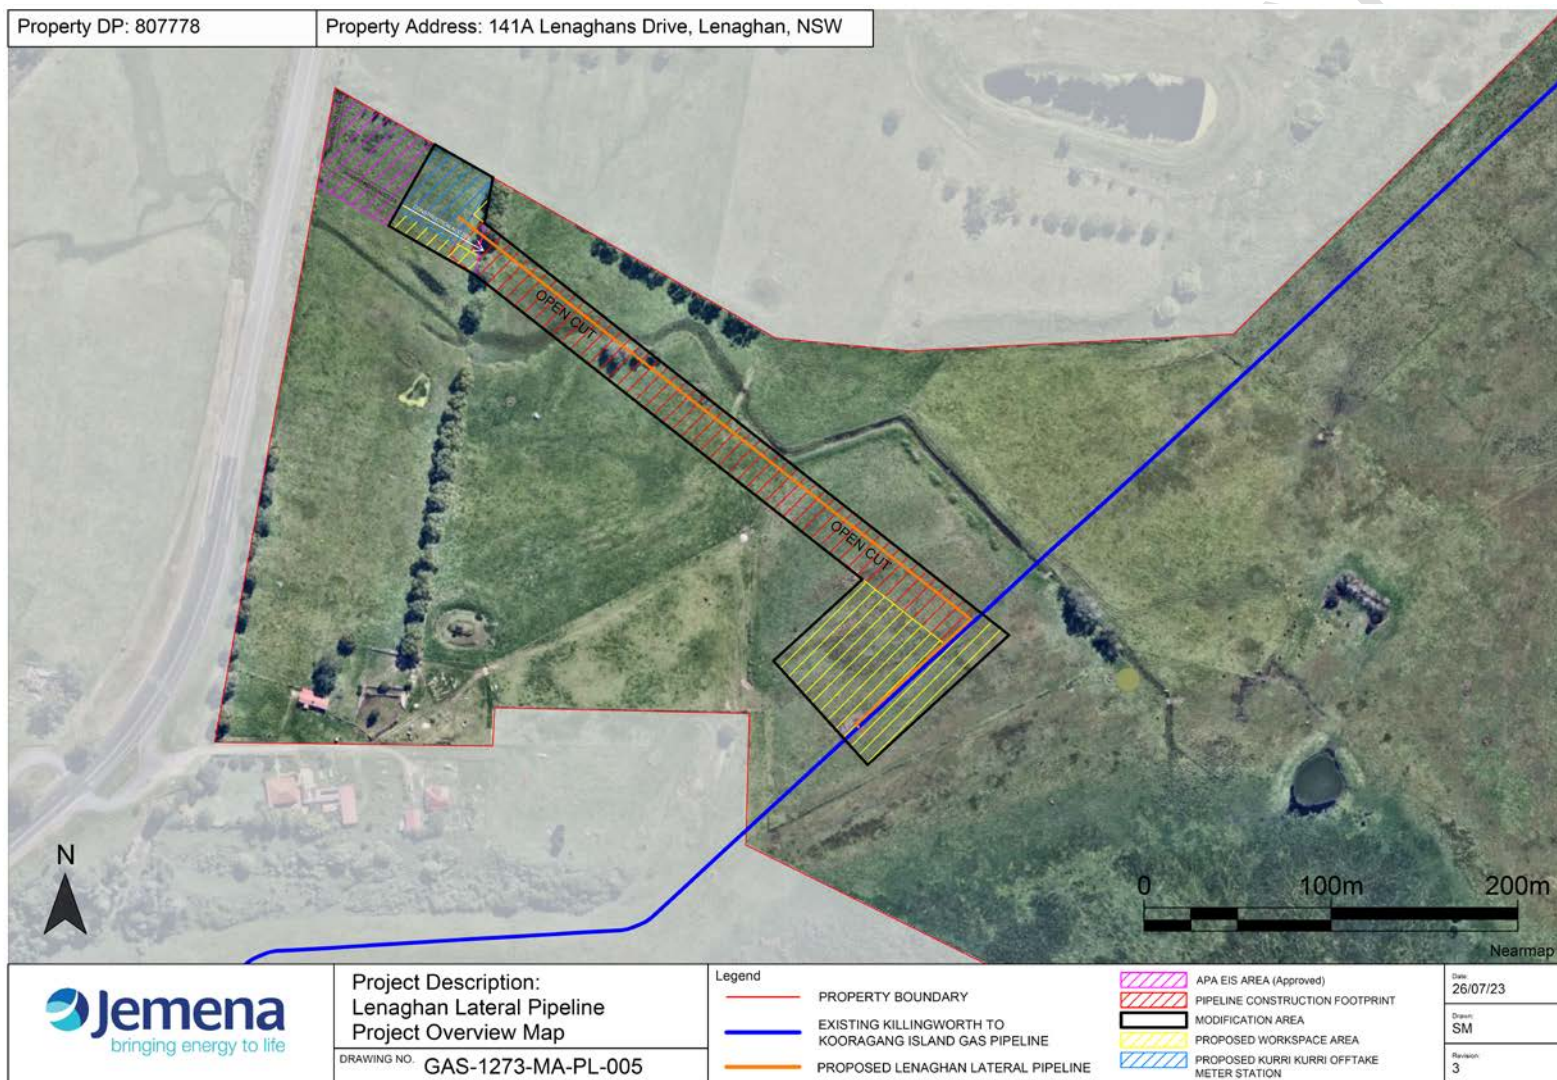 Property DP: 807778
Property Address: 141A Lenaghans Drive, Lenaghan, NSW
OPEN CUT
OPEN CUT
N
0 100m 200m
Nearmap
Jemena
bringing energy to life
Project Description:
Lenaghan Lateral Pipeline
Project Overview Map
DRAWING NO. GAS-1273-MA-PL-005
Legend
PROPERTY BOUNDARY
EXISTING KILLINGWORTH TO
KOORAGANG ISLAND GAS PIPELINE
PROPOSED LENAGHAN LATERAL PIPELINE
APA EIS AREA (Approved)
PIPELINE CONSTRUCTION FOOTPRINT
MODIFICATION AREA
PROPOSED WORKSPACE AREA
PROPOSED KURRI KURRI OFFTAKE
METER STATION
Date:
26/07/23
Drawn:
SM
Revision:
3